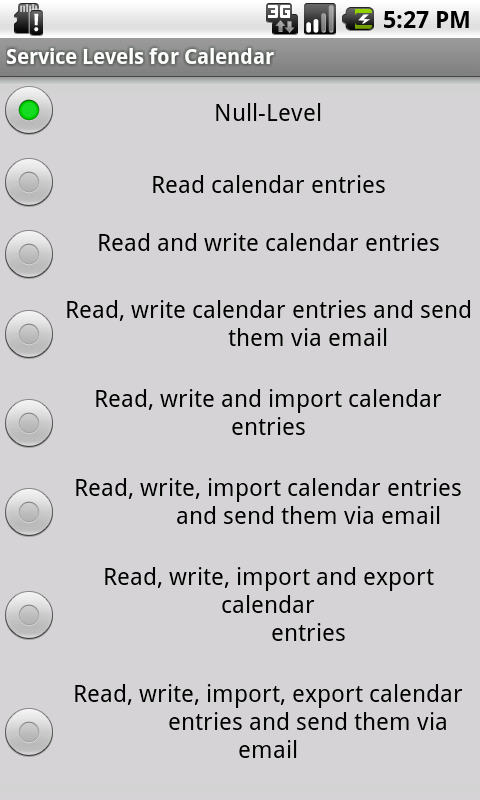 3G 5:27 PM
Service Levels for Calendar
Null-Level
Read calendar entries
Read and write calendar entries
Read, write calendar entries and send
them via email
Read, write and import calendar
entries
Read, write, import calendar entries
and send them via email
Read, write, import and export
calendar
entries
Read, write, import, export calendar
entries and send them via
email